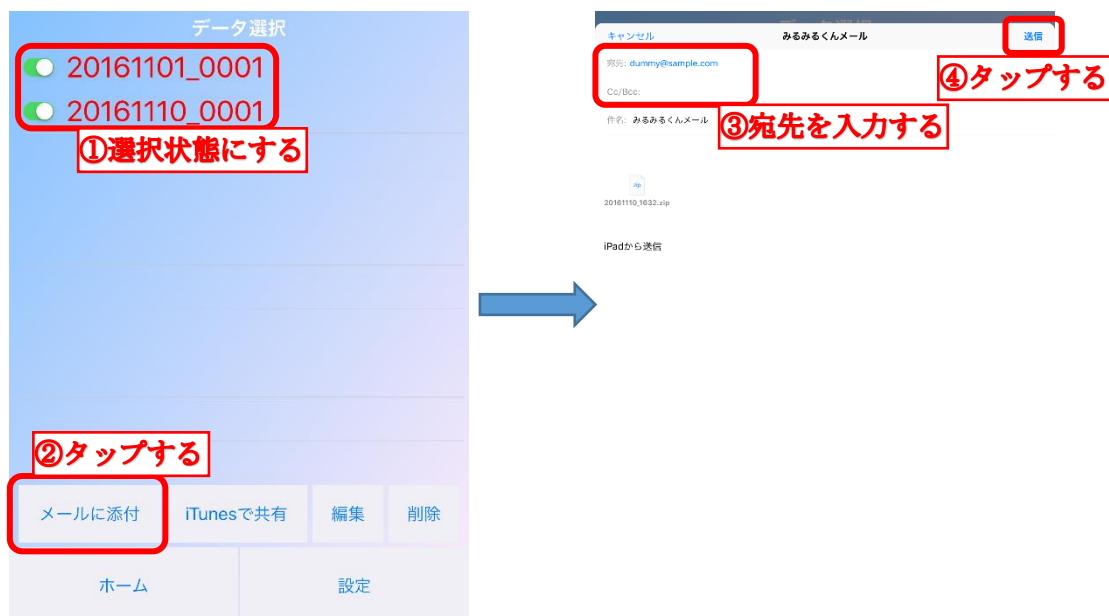 データ選択
20161101_0001
20161110_0001
①選択状態にする
②タップする
メールに添付
iTunesで共有
編集
削除
ホーム
設定
キャンセル
みるみるくんメール
送信
宛先: dummy@sample.com
④タップする
Cc/Bcc:
件名: みるみるくんメール
③宛先を入力する
zip
20161110_1632.zip
iPadから送信